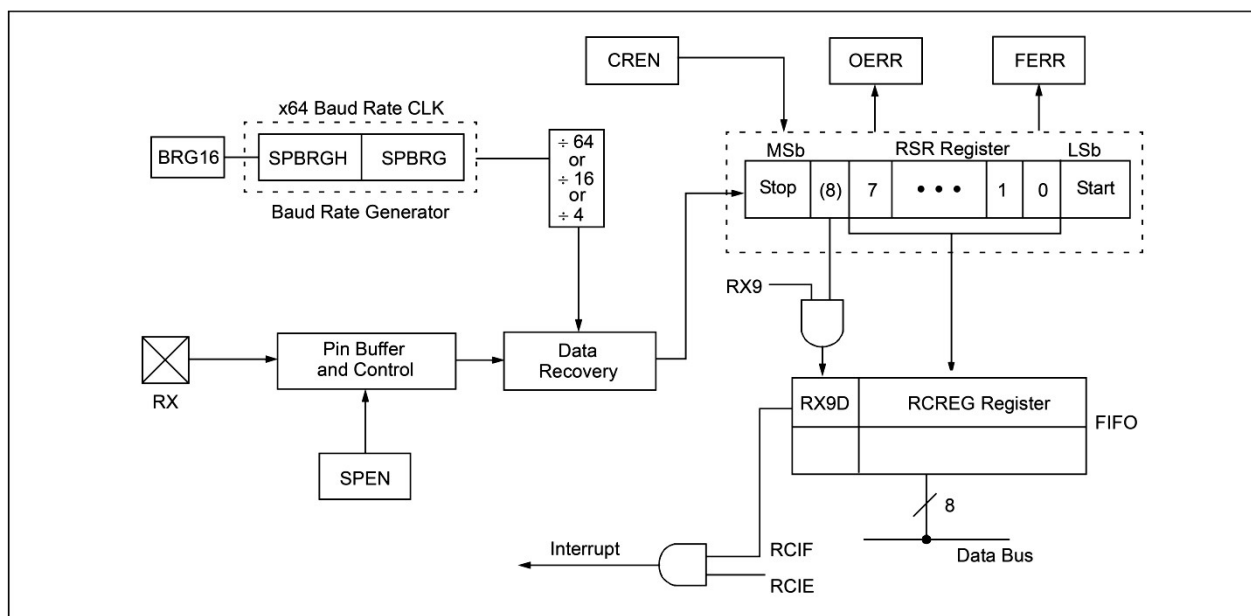 CREN
OERR
FERR
x64 Baud Rate CLK
BRG16
SPBRGH
SPBRG
÷ 64
or
÷ 16
or
÷ 4
Baud Rate Generator
MSb
RSR Register
LSb
Stop
(8)
7
• • •
1
0
Start
RX9
RX
Pin Buffer
and Control
Data
Recovery
SPEN
RX9D
RCREG Register
FIFO
8
Data Bus
Interrupt
RCIF
RCIE